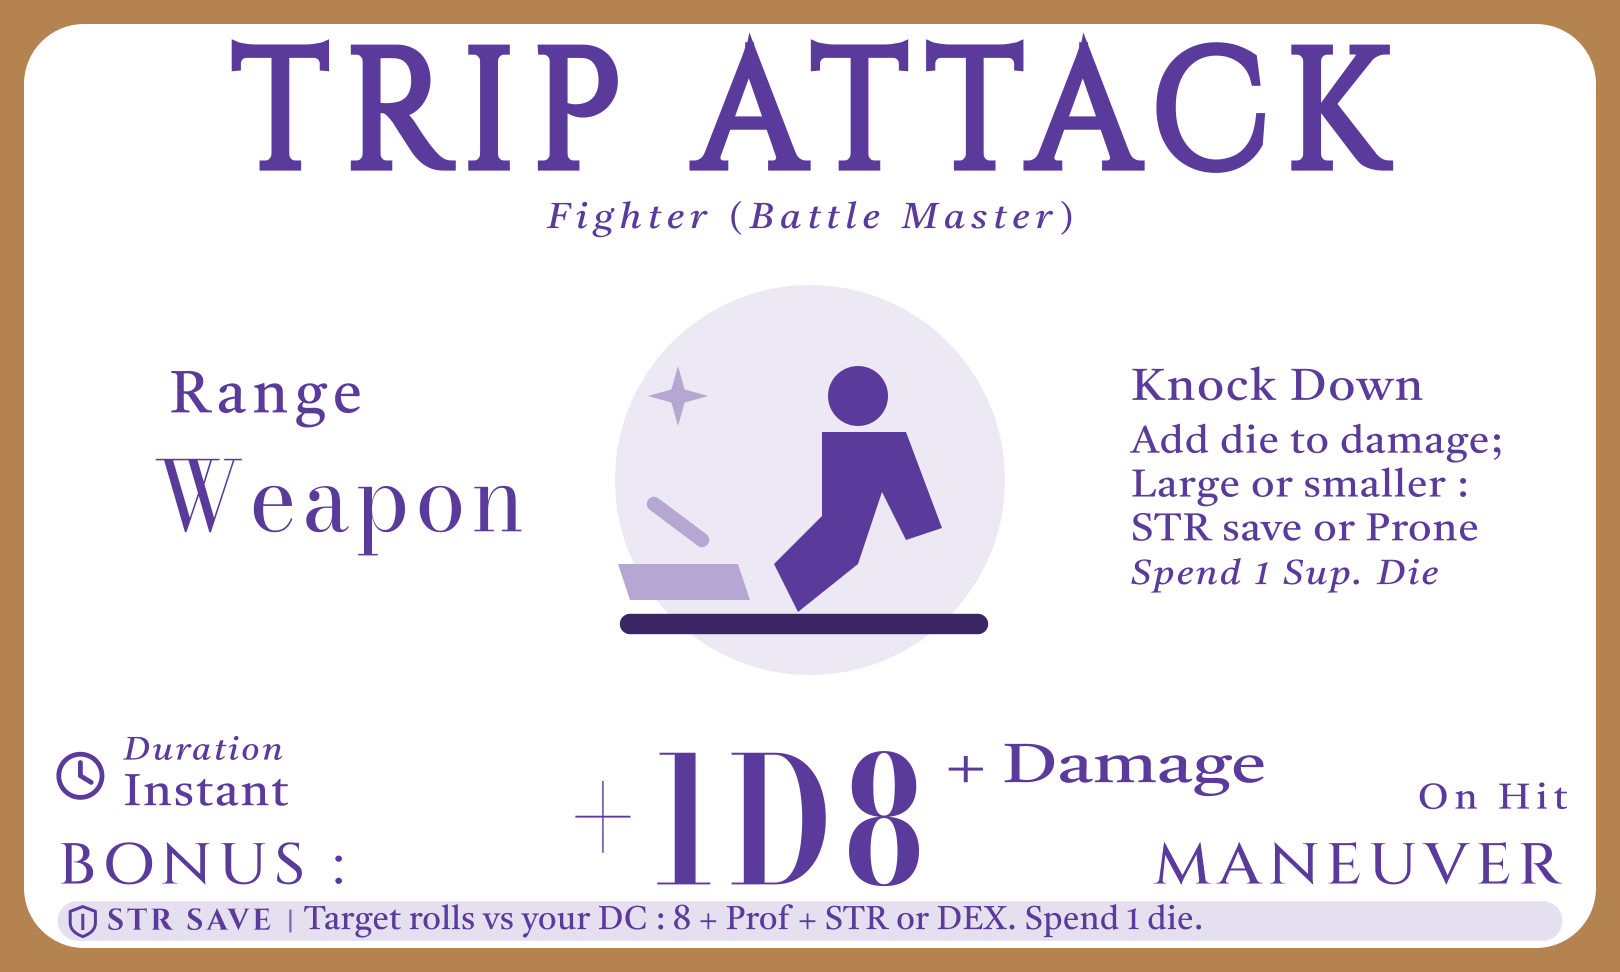 TRIP ATTACK
Fighter (Battle Master)
Range
Weapon
Knock Down
Add die to damage;
Large or smaller :
STR save or Prone
Spend 1 Sup. Die
Duration
Instant
BONUS :
+ 1D8 + Damage
On Hit
MANEUVER
STR SAVE | Target rolls vs your DC : 8 + Prof + STR or DEX. Spend 1 die.